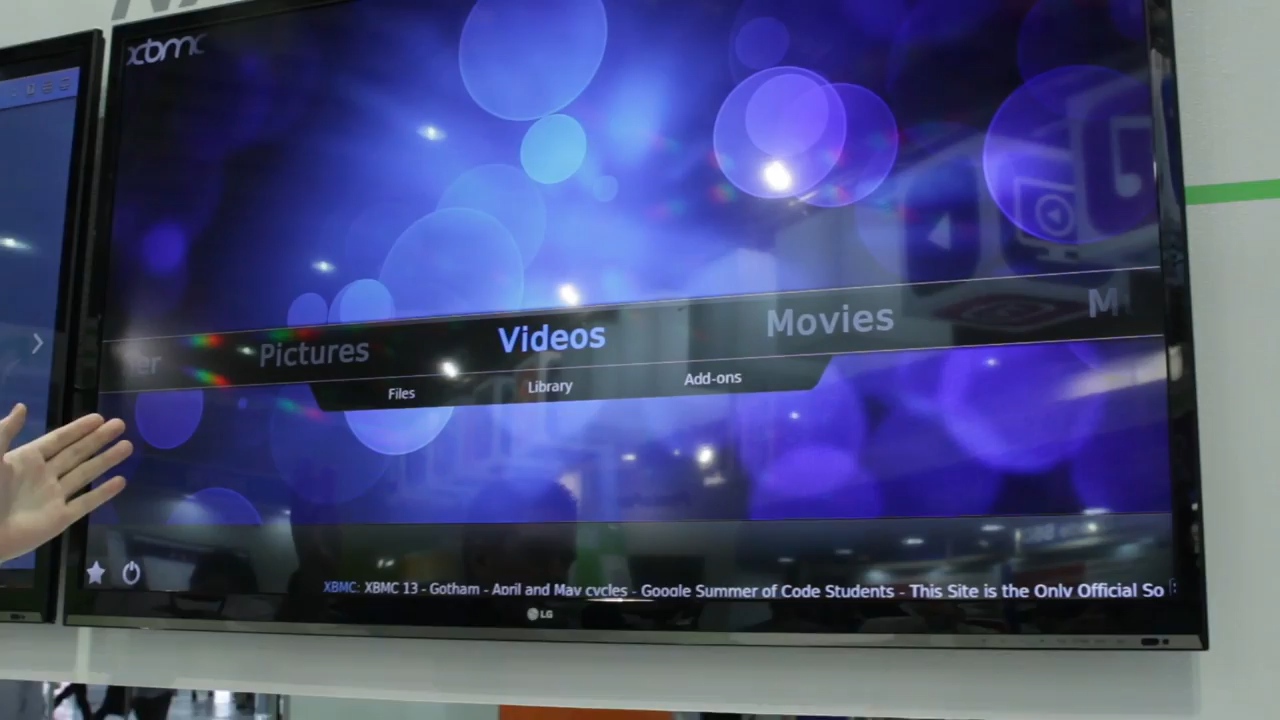 xbmc
er Pictures Videos Movies M
Files Library Add-ons
XBMC: XBMC 13 - Gotham - April and May cycles - Google Summer of Code Students - This Site is the Only Official So
LG